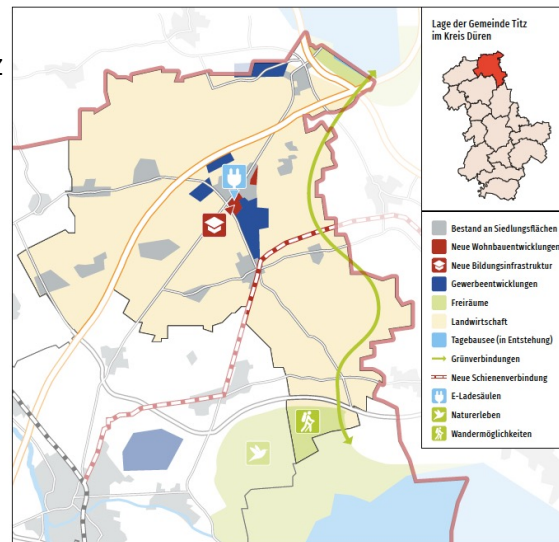 Lage der Gemeinde Titz
im Kreis Düren
Bestand an Siedlungsflächen
Neue Wohnbauentwicklungen
Neue Bildungsinfrastruktur
Gewerbeentwicklungen
Freiräume
Landwirtschaft
Tagebausee (in Entstehung)
Grünverbindungen
Neue Schienenverbindung
E-Ladesäulen
Naturerleben
Wandermöglichkeiten